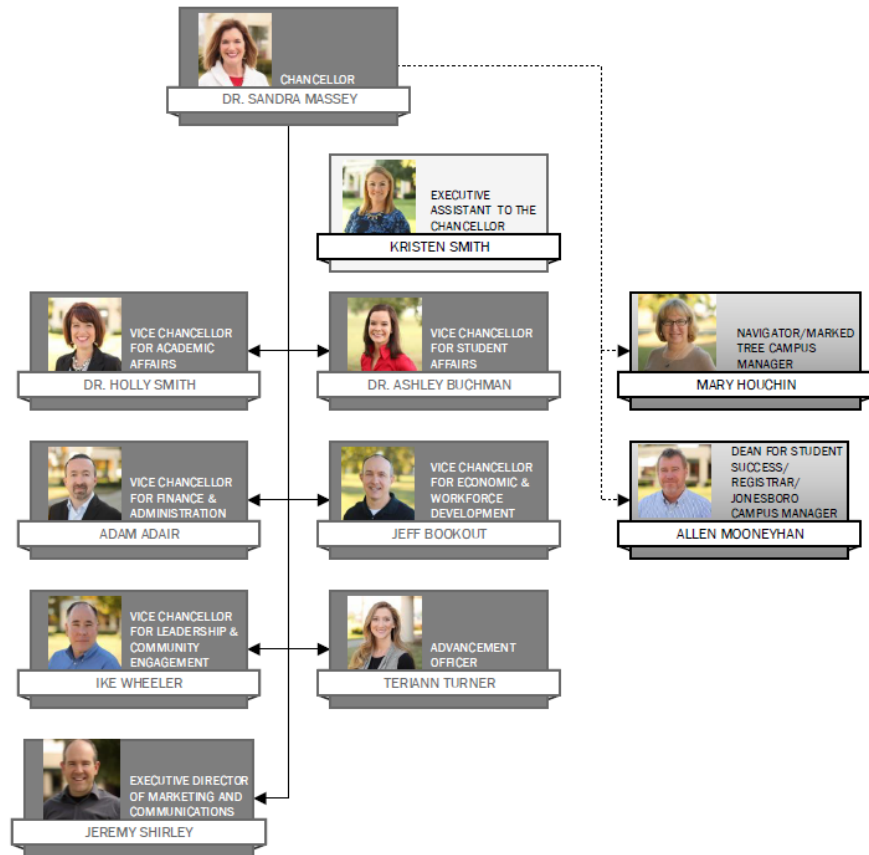 CHANCELLOR
DR. SANDRA MASSEY
EXECUTIVE
ASSISTANT TO THE
CHANCELLOR
KRISTEN SMITH
VICE CHANCELLOR
FOR ACADEMIC
AFFAIRS
DR. HOLLY SMITH
VICE CHANCELLOR
FOR STUDENT
AFFAIRS
DR. ASHLEY BUCHMAN
NAVIGATOR/MARKED
TREE CAMPUS
MANAGER
MARY HOUCHIN
VICE CHANCELLOR
FOR FINANCE &
ADMINISTRATION
ADAM ADAIR
VICE CHANCELLOR
FOR ECONOMIC &
WORKFORCE
DEVELOPMENT
JEFF BOOKOUT
DEAN FOR STUDENT
SUCCESS/
REGISTRAR/
JONESBORO
CAMPUS MANAGER
ALLEN MOONEYHAN
VICE CHANCELLOR
FOR LEADERSHIP &
COMMUNITY
ENGAGEMENT
IKE WHEELER
ADVANCEMENT
OFFICER
TERIANN TURNER
EXECUTIVE DIRECTOR
OF MARKETING AND
COMMUNICATIONS
JEREMY SHIRLEY